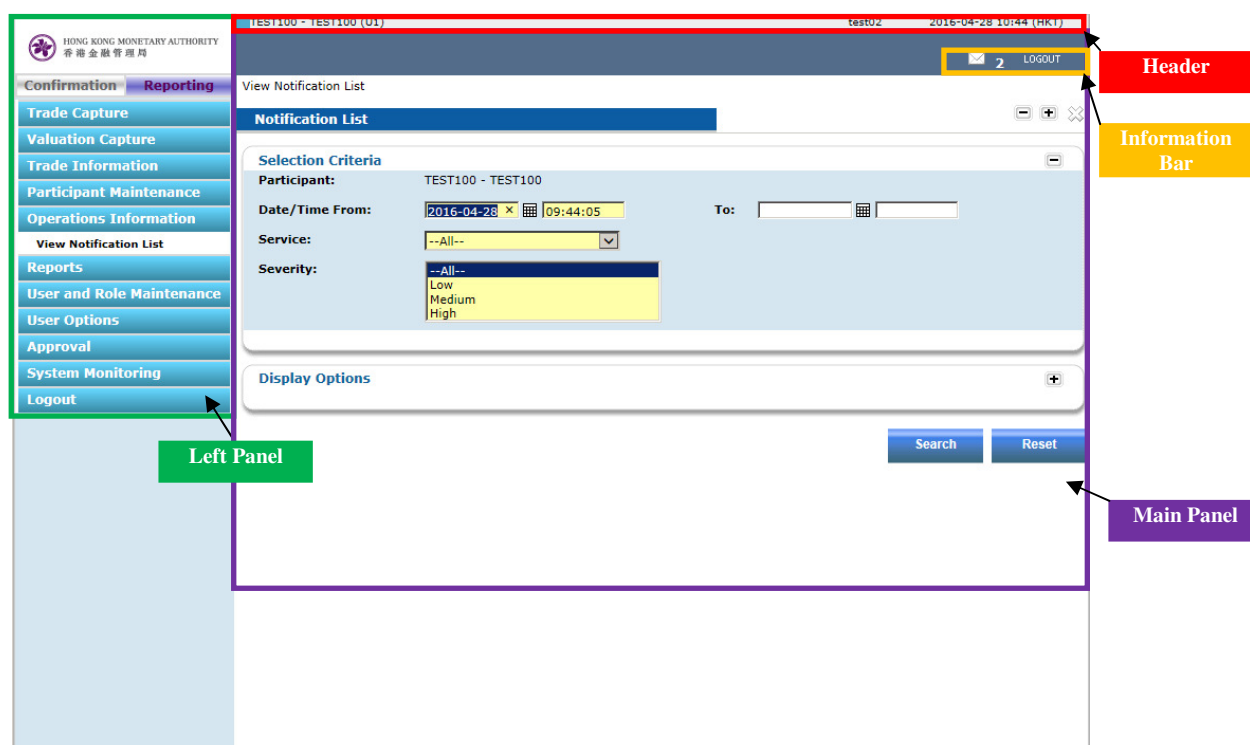 TEST100 - TEST100 (U1) test02 2016-04-28 10:44 (HKT)
HONG KONG MONETARY AUTHORITY
香港金融管理局
2 LOGOUT
Header
Confirmation Reporting
View Notification List
Trade Capture
Notification List
Valuation Capture
Information
Bar
Trade Information
Selection Criteria
Participant: TEST100 - TEST100
Participant Maintenance
Date/Time From: 2016-04-28 × 09:44:05 To:
Operations Information
Service: --All--
View Notification List
Severity: --All--
Low
Medium
High
Reports
User and Role Maintenance
User Options
Approval
System Monitoring
Display Options
Logout
Left Panel
Search Reset
Main Panel